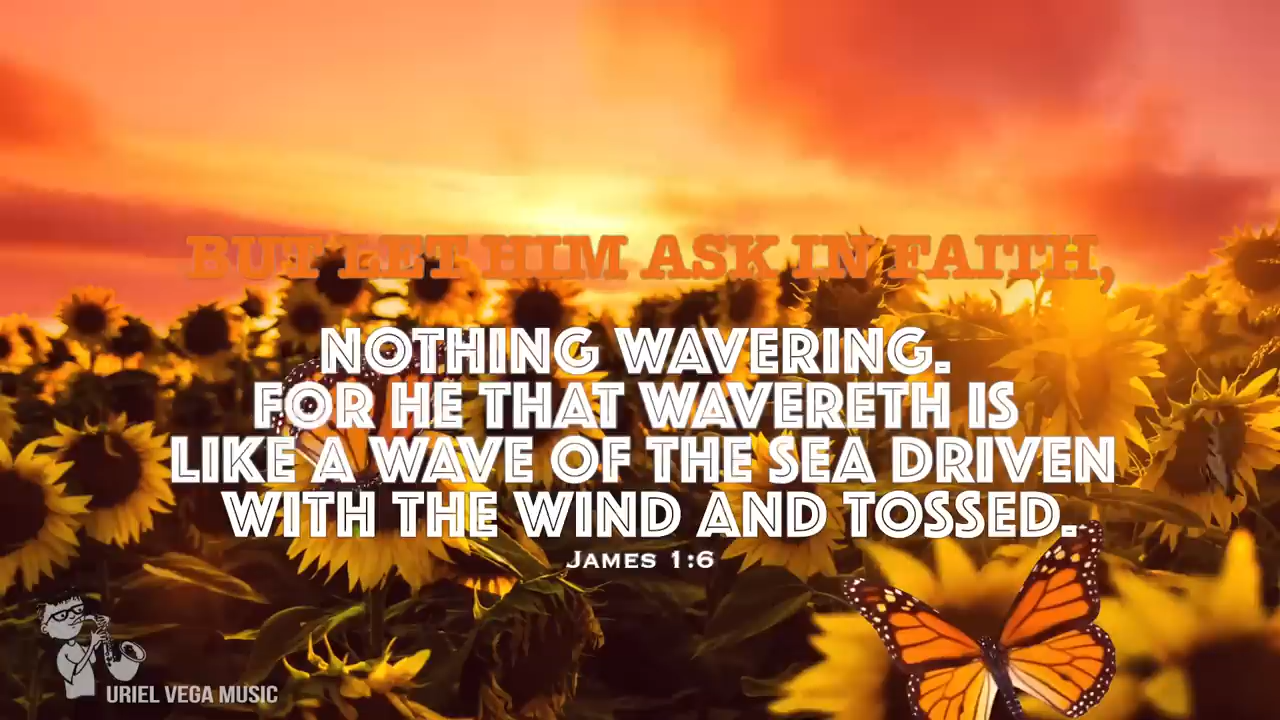 BUT LET HIM ASK IN FAITH,
NOTHING WAVERING.
FOR HE THAT WAVERETH IS
LIKE A WAVE OF THE SEA DRIVEN
WITH THE WIND AND TOSSED.
JAMES 1:6
URIEL VEGA MUSIC